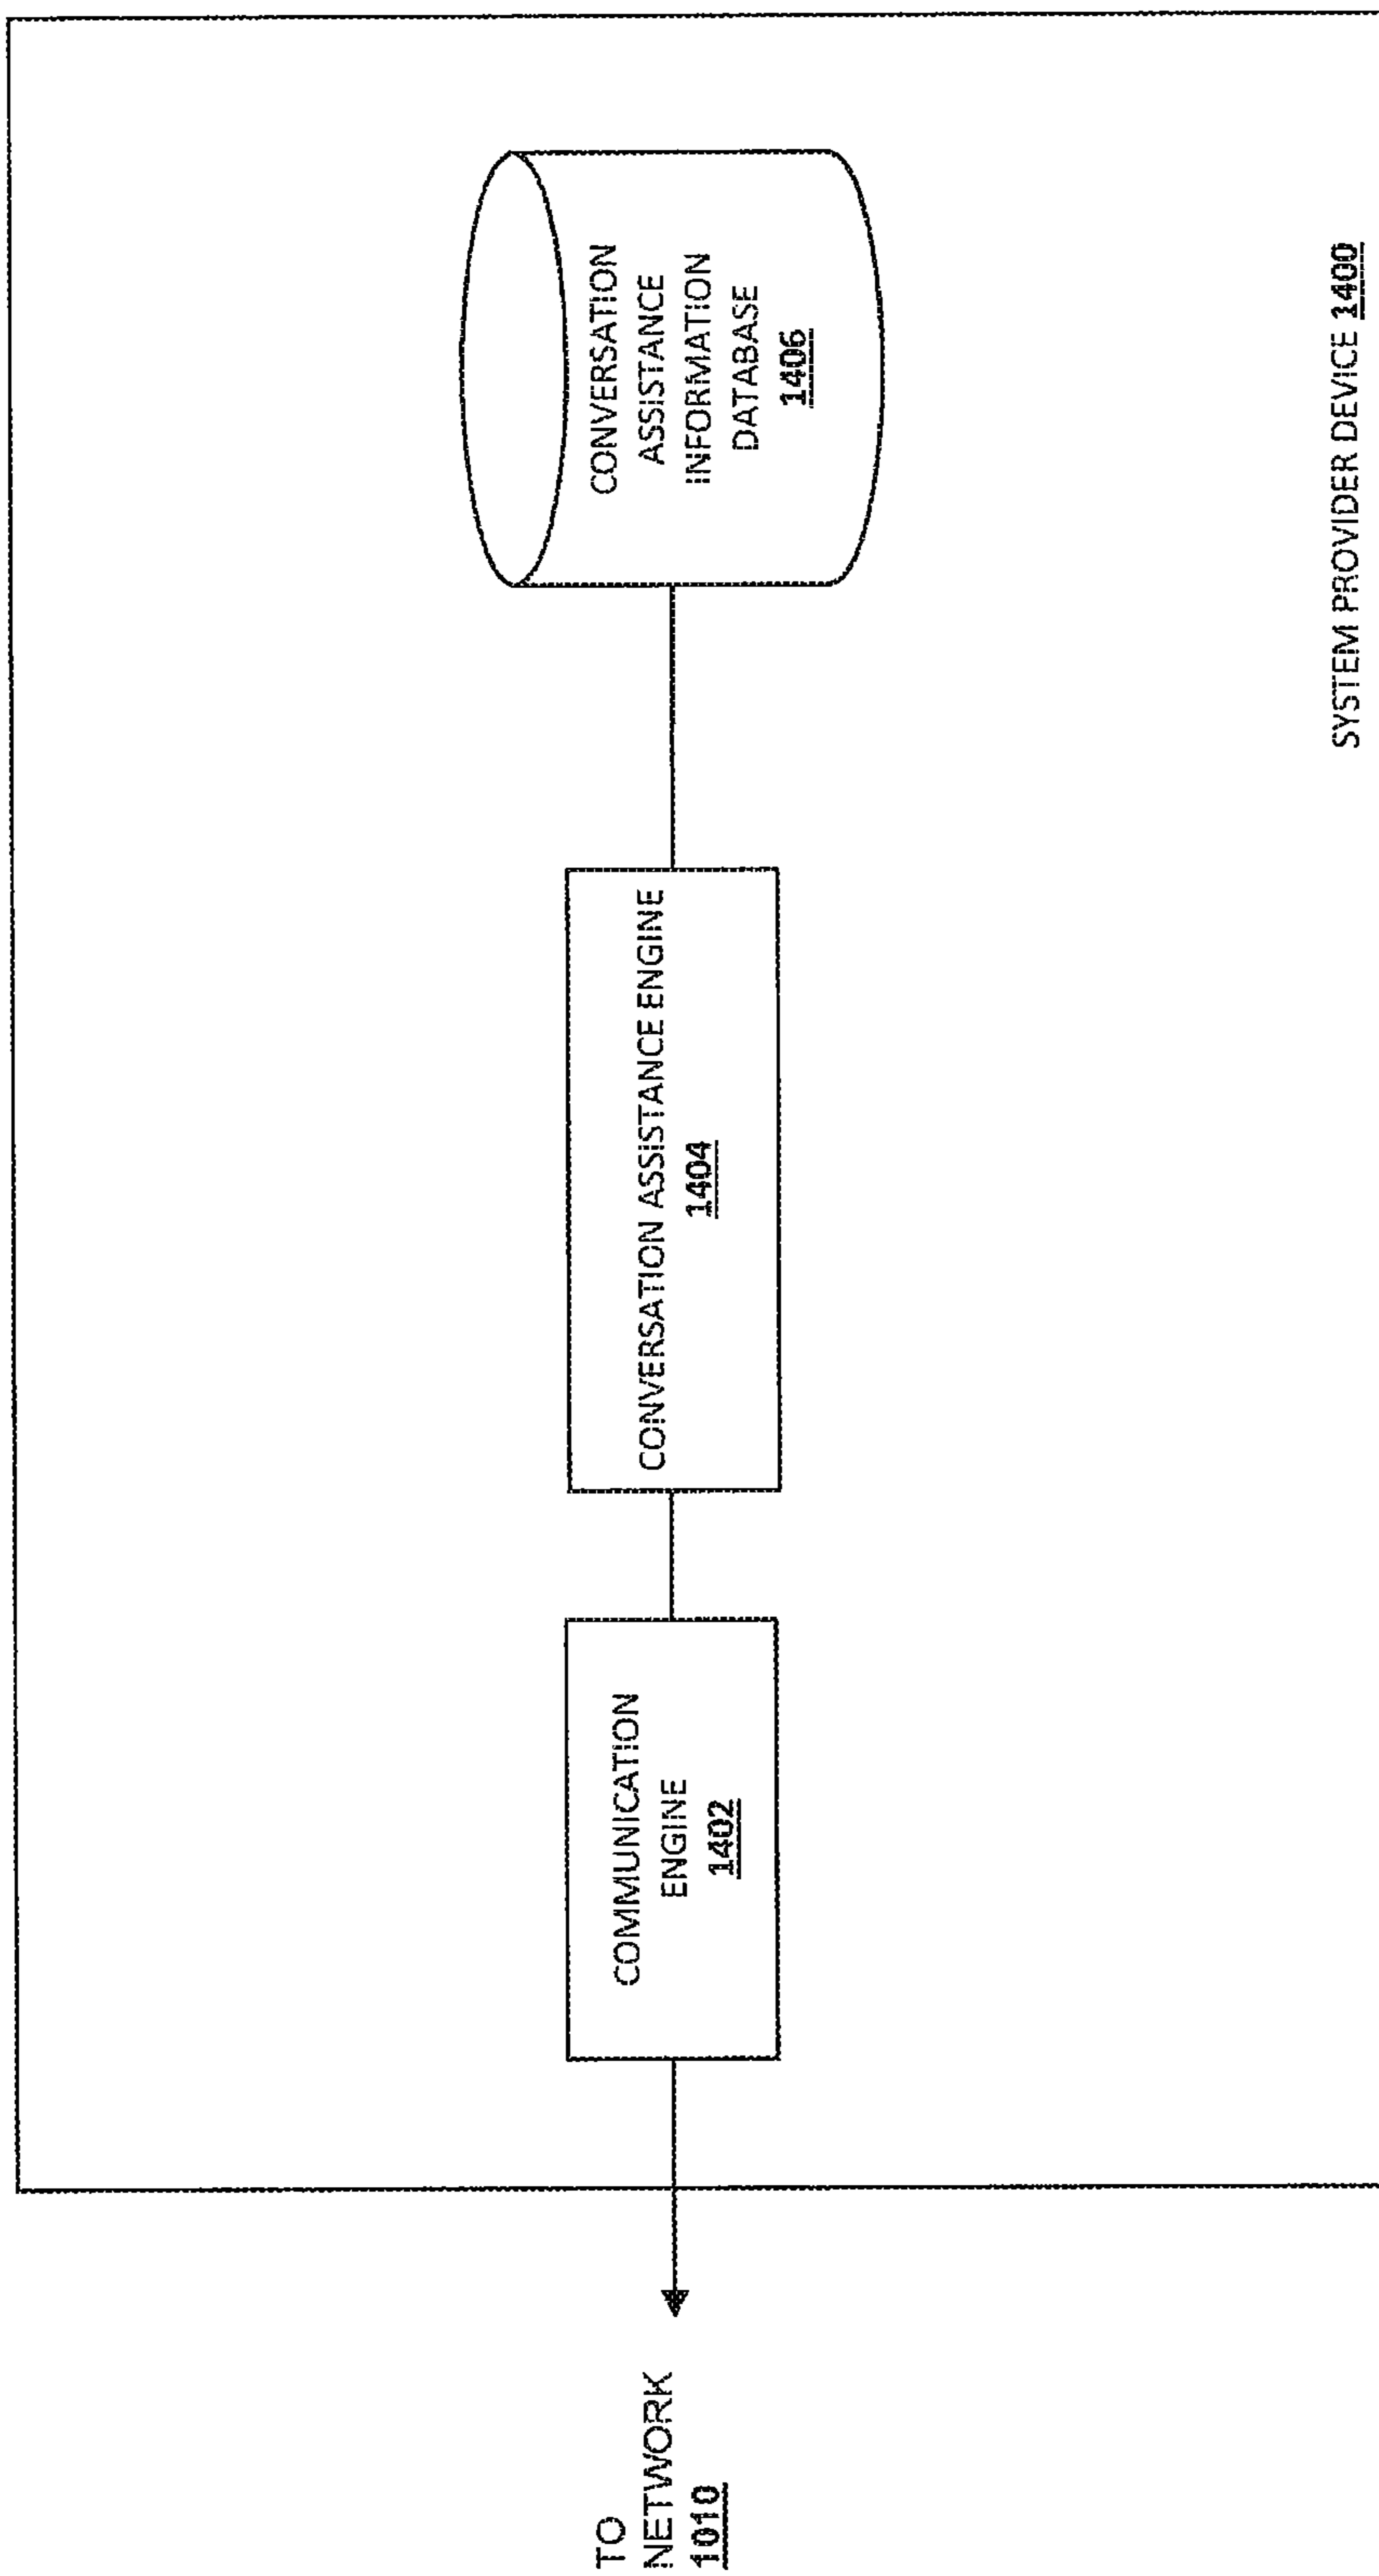 TO
NETWORK
1010
COMMUNICATION
ENGINE
1402
CONVERSATION ASSISTANCE ENGINE
1404
CONVERSATION
ASSISTANCE
INFORMATION
DATABASE
1406
SYSTEM PROVIDER DEVICE 1400